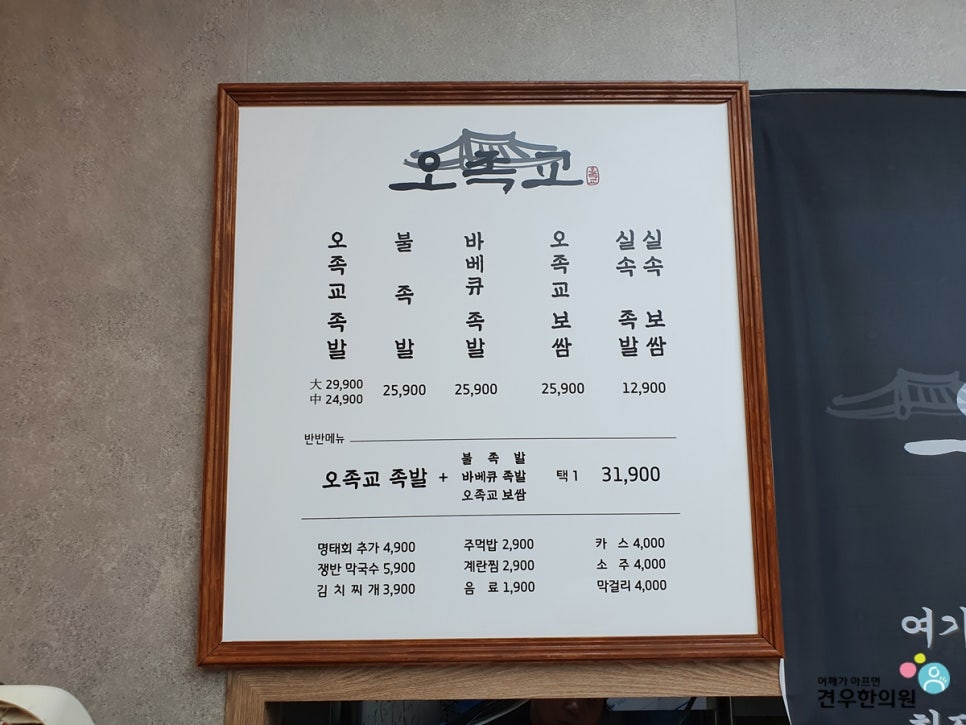 오족교
오족교
오족교족발
불족발
바베큐족발
오족교보쌈
실속족발
실속보쌈
大 29,900
中 24,900
25,900
25,900
25,900
12,900
반반메뉴
오족교 족발 +
불족발
바베큐 족발
오족교 보쌈
택1 31,900
명태회 추가 4,900
주먹밥 2,900
카스 4,000
쟁반 막국수 5,900
계란찜 2,900
소주 4,000
김치찌개 3,900
음료 1,900
막걸리 4,000
여기
어깨가 아프면
견우한의원